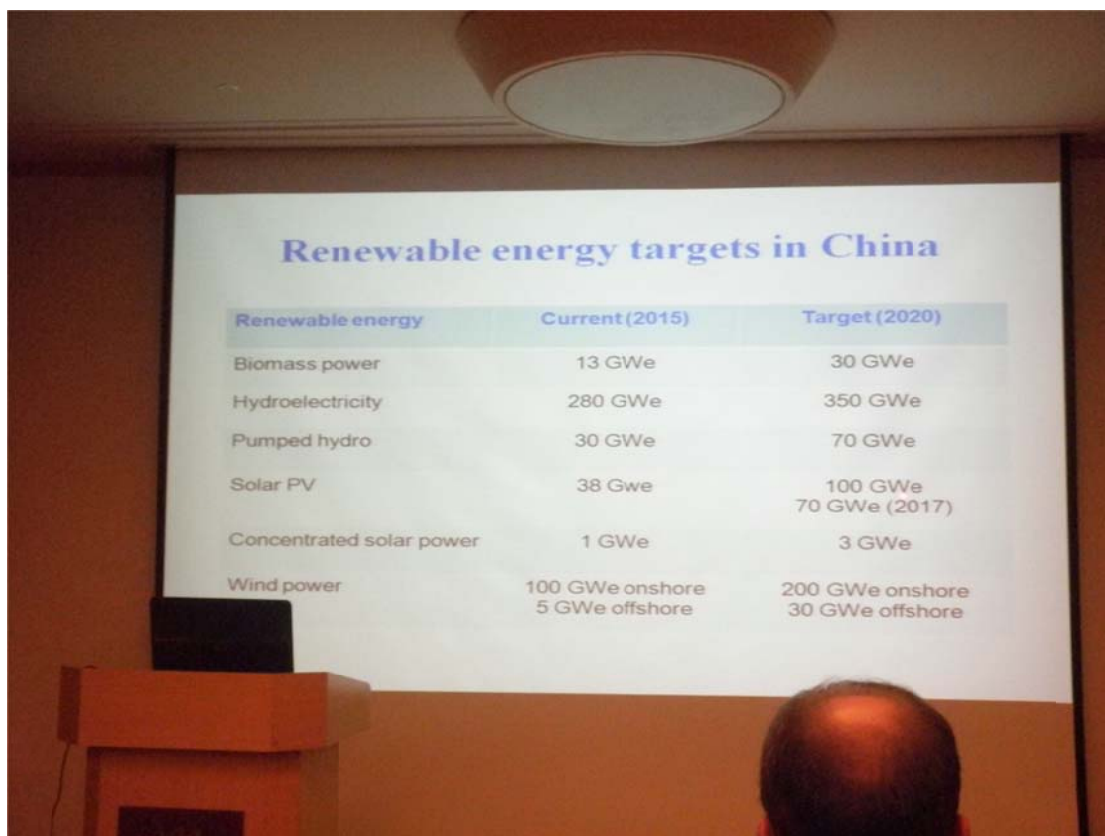 Renewable energy targets in China
Renewable energy Current (2015) Target (2020)
Biomass power 13 GWe 30 GWe
Hydroelectricity 280 GWe 350 GWe
Pumped hydro 30 GWe 70 GWe
Solar PV 38 Gwe 100 GWe
70 GWe (2017)
Concentrated solar power 1 GWe 3 GWe
Wind power 100 GWe onshore 200 GWe onshore
5 GWe offshore 30 GWe offshore